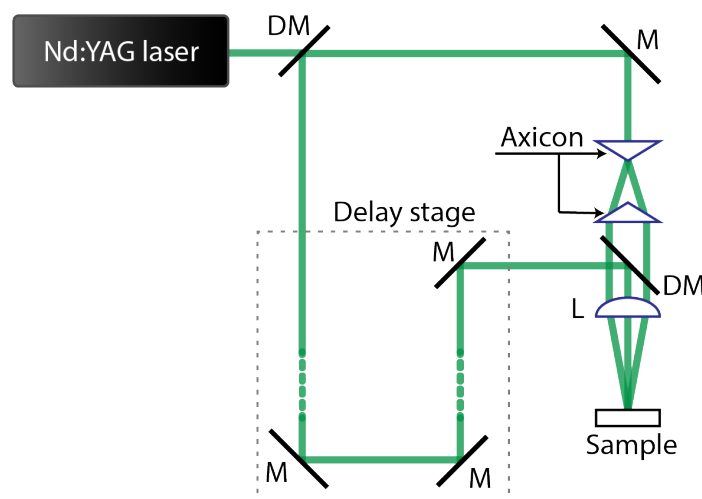 DM
M
Nd:YAG laser
Axicon
Delay stage
M
DM
L
Sample
M
M